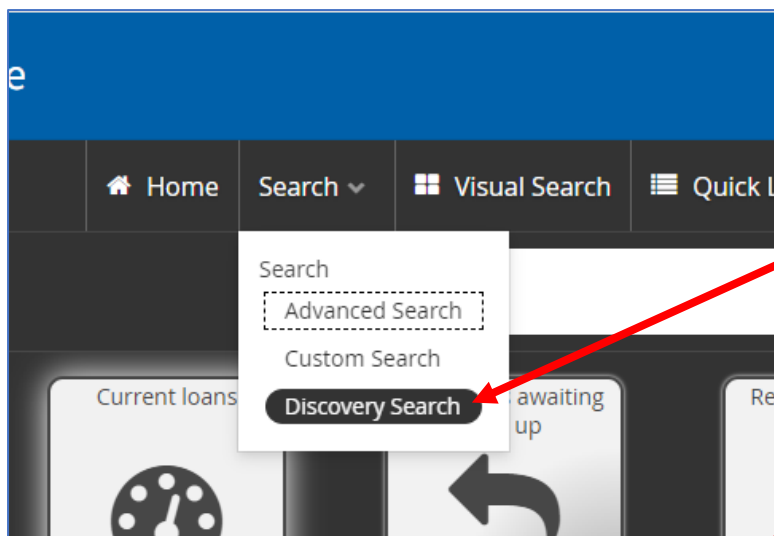 e
Home Search Visual Search Quick L
Search
Advanced Search
Custom Search
Discovery Search
Current loans
awaiting
up
Re